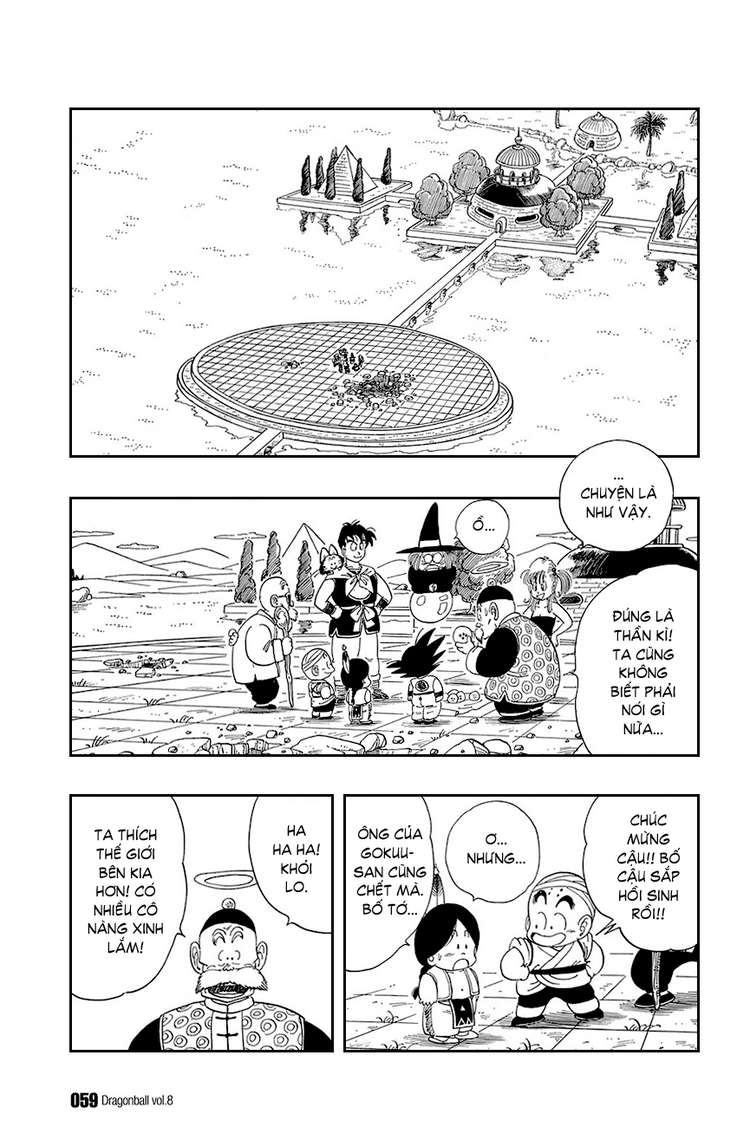 ...
CHUYỆN LÀ
NHƯ VẬY.
Ồ...
ĐÚNG LÀ
THẦN KÌ!
TA CŨNG
KHÔNG
BIẾT PHẢI
NÓI GÌ
NỮA...
CHÚC
MỪNG
CẬU!! BỐ
CẬU SẮP
HỒI SINH
RỒI!!
Ơ...
NHƯNG...
ÔNG CỦA
GOKUU-
SAN CŨNG
CHẾT MÀ.
BỐ TỚ...
HA
HA HA!
KHỎI
LO.
TA THÍCH
THẾ GIỚI
BÊN KIA
HƠN! CÓ
NHIỀU CÔ
NÀNG XINH
LẮM!
059 Dragonball vol.8